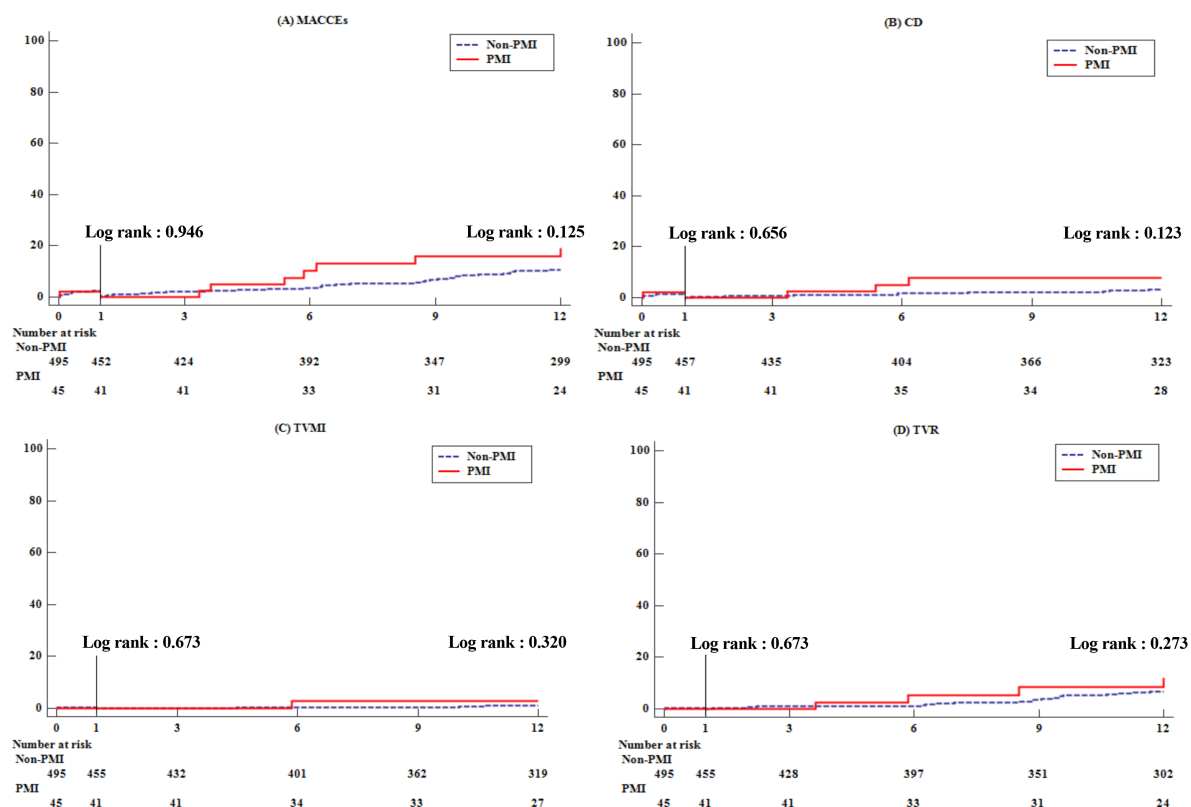 (A) MACCEs
100
80
60
40
20
0
Non-PMI
PMI
Log rank : 0.946
Log rank : 0.125
0 1 3 6 9 12
Number at risk
Non-PMI
495 452 424 392 347 299
PMI
45 41 41 33 31 24
(B) CD
100
80
60
40
20
0
Non-PMI
PMI
Log rank : 0.656
Log rank : 0.123
0 1 3 6 9 12
Number at risk
Non-PMI
495 457 435 404 366 323
PMI
45 41 41 35 34 28
(C) TVMI
100
80
60
40
20
0
Non-PMI
PMI
Log rank : 0.673
Log rank : 0.320
0 1 3 6 9 12
Number at risk
Non-PMI
495 455 432 401 362 319
PMI
45 41 41 34 33 27
(D) TVR
100
80
60
40
20
0
Non-PMI
PMI
Log rank : 0.673
Log rank : 0.273
0 1 3 6 9 12
Number at risk
Non-PMI
495 455 428 397 351 302
PMI
45 41 41 33 31 24